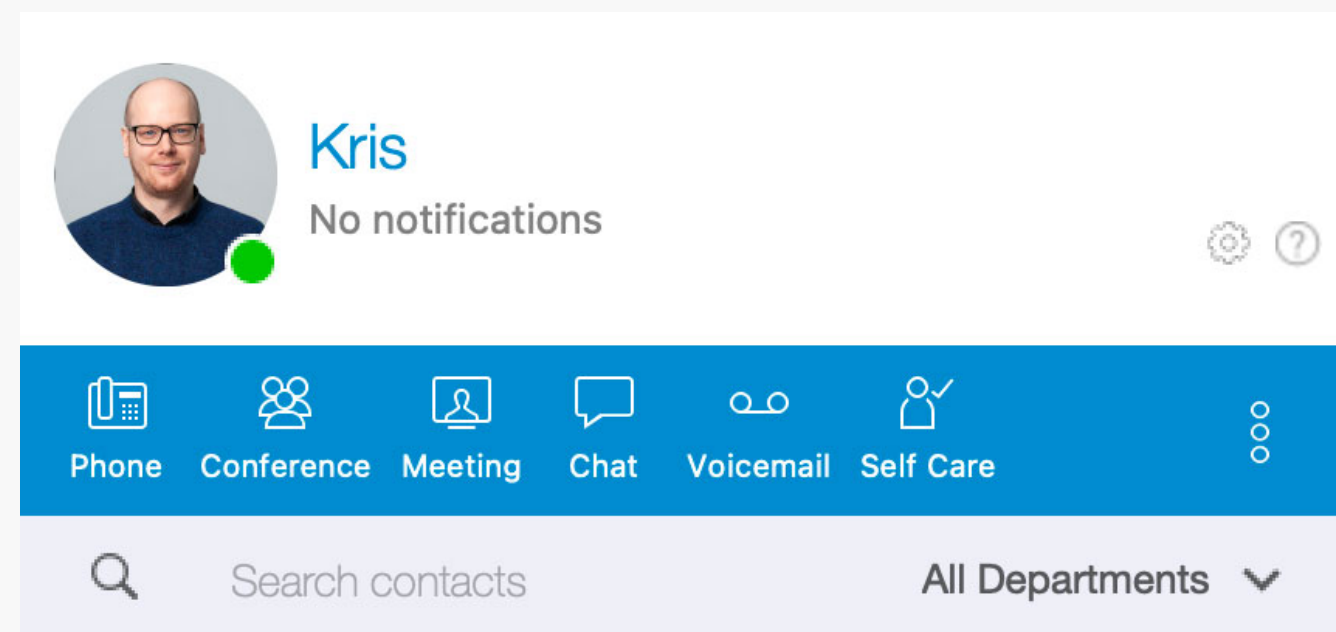 Kris
No notifications
Phone Conference Meeting Chat Voicemail Self Care
Search contacts All Departments